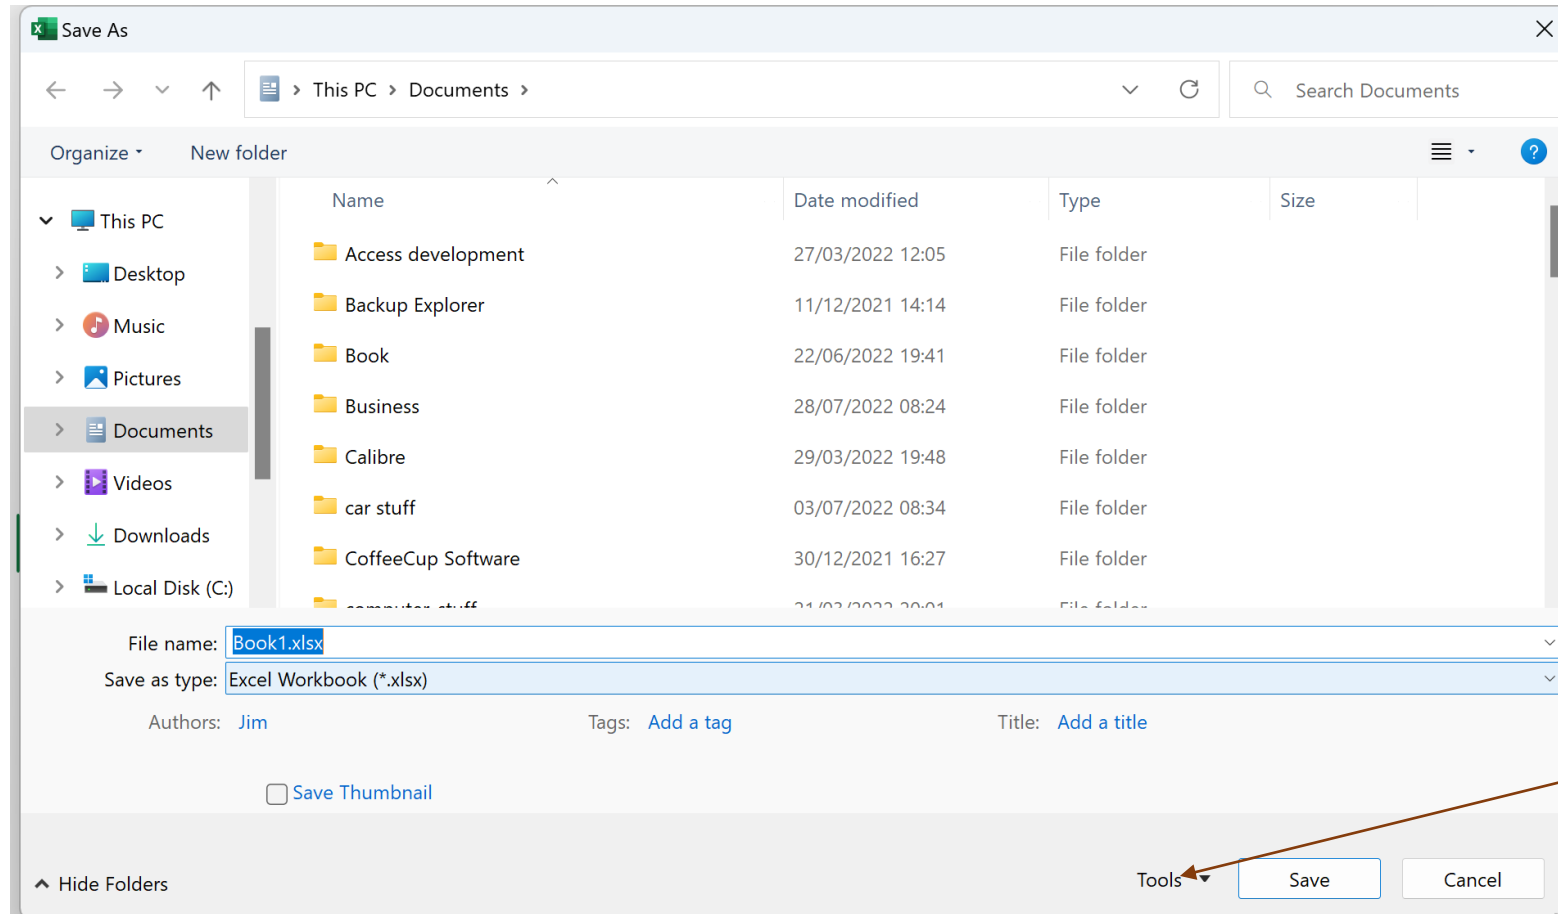 Save As
This PC > Documents >
Search Documents
Organize
New folder
Name Date modified Type Size
This PC
Desktop
Music
Pictures
Documents
Videos
Downloads
Local Disk (C:)
Access development 27/03/2022 12:05 File folder
Backup Explorer 11/12/2021 14:14 File folder
Book 22/06/2022 19:41 File folder
Business 28/07/2022 08:24 File folder
Calibre 29/03/2022 19:48 File folder
car stuff 03/07/2022 08:34 File folder
CoffeeCup Software 30/12/2021 16:27 File folder
File name: Book1.xlsx
Save as type: Excel Workbook (*.xlsx)
Authors: Jim Tags: Add a tag Title: Add a title
Save Thumbnail
Hide Folders Tools Save Cancel